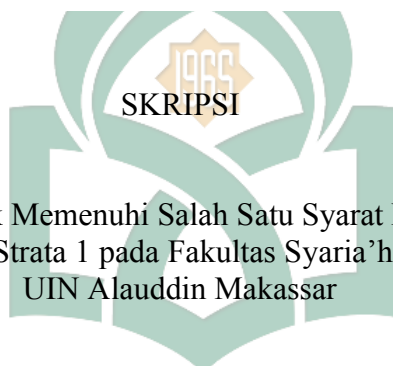 1965
SKRIPSI
Memenuhi Salah Satu Syarat
Strata 1 pada Fakultas Syaria’h
UIN Alauddin Makassar